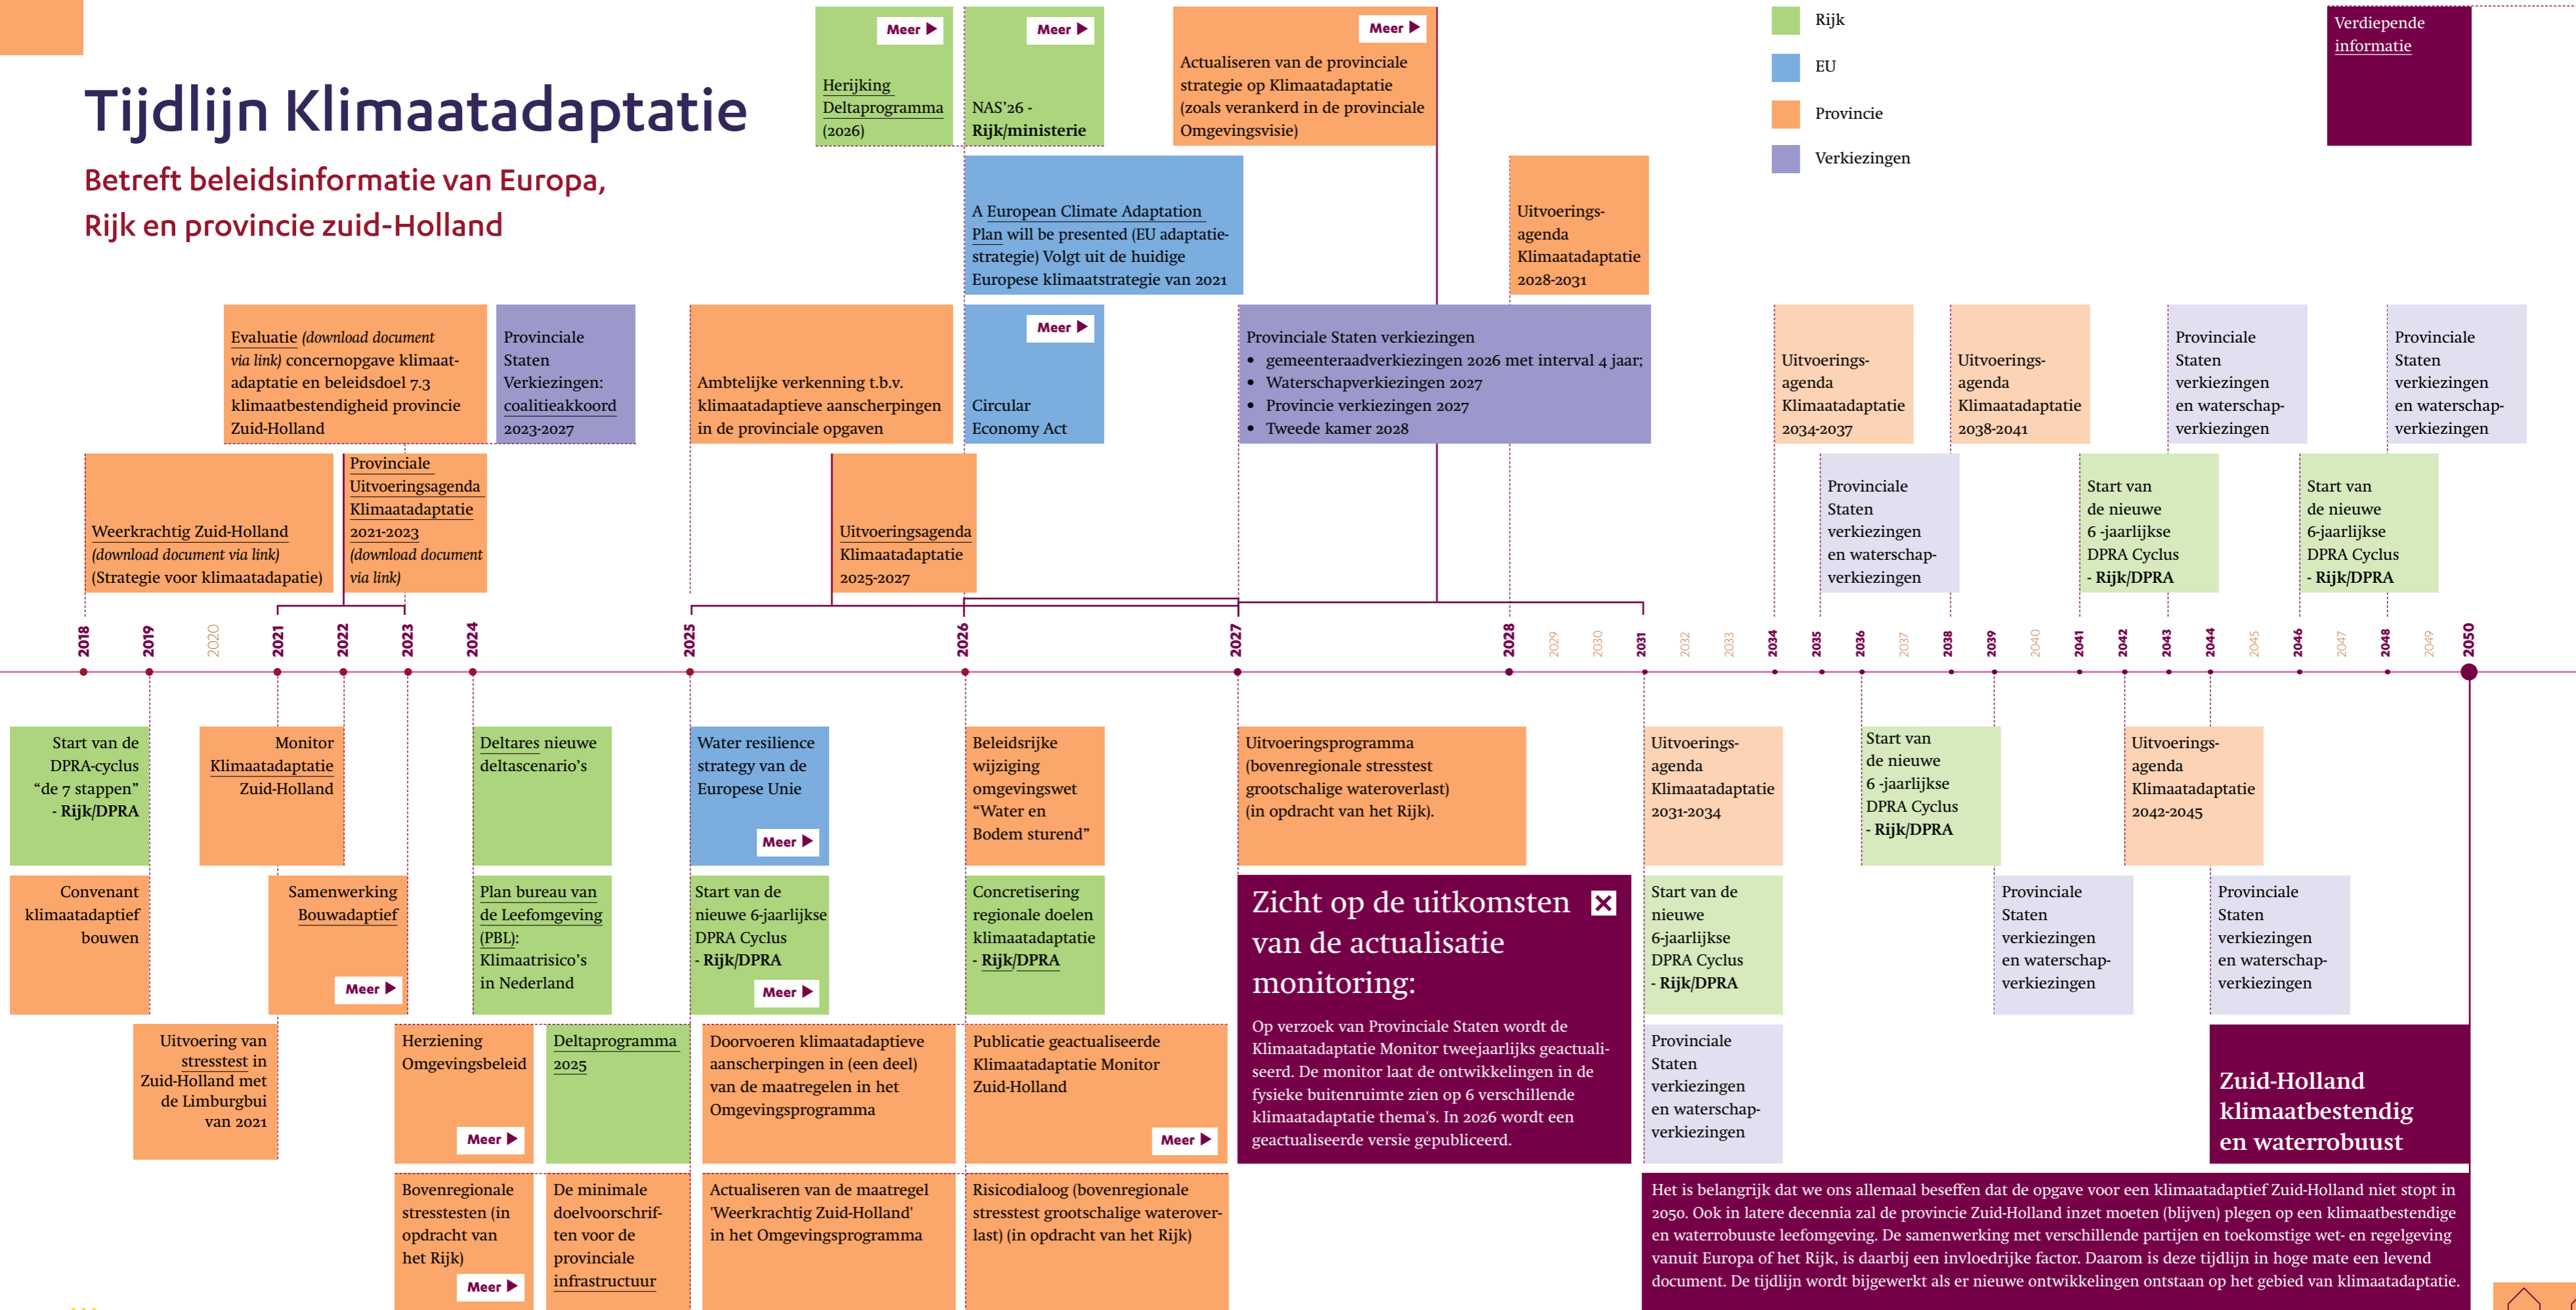 Tijdlijn Klimaatadaptatie
Betreft beleidsinformatie van Europa,
Rijk en provincie zuid-Holland
Meer
Herijking
Deltaprogramma
(2026)
Meer
NAS’26 -
Rijk/ministerie
Meer
Actualiseren van de provinciale
strategie op Klimaatadaptatie
(zoals verankerd in de provinciale
Omgevingsvisie)
Rijk
EU
Provincie
Verkiezingen
Verdiepende
informatie
A European Climate Adaptation
Plan will be presented (EU adaptatie-
strategie) Volgt uit de huidige
Europese klimaatstrategie van 2021
Uitvoerings-
agenda
Klimaatadaptatie
2028-2031
Evaluatie (download document
via link) concernopgave klimaat-
adaptatie en beleidsdoel 7.3
klimaatbestendigheid provincie
Zuid-Holland
Provinciale
Staten
Verkiezingen:
coalitieakkoord
2023-2027
Ambtelijke verkenning t.b.v.
klimaatadaptieve aanscherpingen
in de provinciale opgaven
Meer
Circular
Economy Act
Provinciale Staten verkiezingen
• gemeenteraadverkiezingen 2026 met interval 4 jaar;
• Waterschapverkiezingen 2027
• Provincie verkiezingen 2027
• Tweede kamer 2028
Uitvoerings-
agenda
Klimaatadaptatie
2034-2037
Uitvoerings-
agenda
Klimaatadaptatie
2038-2041
Provinciale
Staten
verkiezingen
en waterschap-
verkiezingen
Provinciale
Staten
verkiezingen
en waterschap-
verkiezingen
Weerkrachtig Zuid-Holland
(download document via link)
(Strategie voor klimaatadapatie)
Provinciale
Uitvoeringsagenda
Klimaatadaptatie
2021-2023
(download document
via link)
Uitvoeringsagenda
Klimaatadaptatie
2025-2027
Provinciale
Staten
verkiezingen
en waterschap-
verkiezingen
Start van
de nieuwe
6 -jaarlijkse
DPRA Cyclus
- Rijk/DPRA
Start van
de nieuwe
6-jaarlijkse
DPRA Cyclus
- Rijk/DPRA
2018
2019
2020
2021
2022
2023
2024
2025
2026
2027
2028
2029
2030
2031
2032
2033
2034
2035
2036
2037
2038
2039
2040
2041
2042
2043
2044
2045
2046
2047
2048
2049
2050
Start van de
DPRA-cyclus
“de 7 stappen”
- Rijk/DPRA
Monitor
Klimaatadaptatie
Zuid-Holland
Deltares nieuwe
deltascenario’s
Water resilience
strategy van de
Europese Unie
Meer
Beleidsrijke
wijziging
omgevingswet
“Water en
Bodem sturend”
Uitvoeringsprogramma
(bovenregionale stresstest
grootschalige wateroverlast)
(in opdracht van het Rijk).
Uitvoerings-
agenda
Klimaatadaptatie
2031-2034
Start van
de nieuwe
6 -jaarlijkse
DPRA Cyclus
- Rijk/DPRA
Uitvoerings-
agenda
Klimaatadaptatie
2042-2045
Convenant
klimaatadaptief
bouwen
Samenwerking
Bouwadaptief
Meer
Plan bureau van
de Leefomgeving
(PBL):
Klimaatrisico’s
in Nederland
Start van de
nieuwe 6-jaarlijkse
DPRA Cyclus
- Rijk/DPRA
Meer
Concretisering
regionale doelen
klimaatadaptatie
- Rijk/DPRA
Zicht op de uitkomsten
van de actualisatie
monitoring:
Op verzoek van Provinciale Staten wordt de
Klimaatadaptatie Monitor tweejaarlijks geactuali-
seerd. De monitor laat de ontwikkelingen in de
fysieke buitenruimte zien op 6 verschillende
klimaatadaptatie thema's. In 2026 wordt een
geactualiseerde versie gepubliceerd.
Start van de
nieuwe
6-jaarlijkse
DPRA Cyclus
- Rijk/DPRA
Provinciale
Staten
verkiezingen
en waterschap-
verkiezingen
Provinciale
Staten
verkiezingen
en waterschap-
verkiezingen
Uitvoering van
stresstest in
Zuid-Holland met
de Limburgbui
van 2021
Herziening
Omgevingsbeleid
Meer
Deltaprogramma
2025
Doorvoeren klimaatadaptieve
aanscherpingen in (een deel)
van de maatregelen in het
Omgevingsprogramma
Publicatie geactualiseerde
Klimaatadaptatie Monitor
Zuid-Holland
Meer
Provinciale
Staten
verkiezingen
en waterschap-
verkiezingen
Zuid-Holland
klimaatbestendig
en waterrobuust
Bovenregionale
stresstesten (in
opdracht van
het Rijk)
Meer
De minimale
doelvoorschrif-
ten voor de
provinciale
infrastructuur
Actualiseren van de maatregel
'Weerkrachtig Zuid-Holland'
in het Omgevingsprogramma
Risicodialoog (bovenregionale
stresstest grootschalige waterover-
last) (in opdracht van het Rijk)
Het is belangrijk dat we ons allemaal beseffen dat de opgave voor een klimaatadaptief Zuid-Holland niet stopt in
2050. Ook in latere decennia zal de provincie Zuid-Holland inzet moeten (blijven) plegen op een klimaatbestendige
en waterrobuuste leefomgeving. De samenwerking met verschillende partijen en toekomstige wet- en regelgeving
vanuit Europa of het Rijk, is daarbij een invloedrijke factor. Daarom is deze tijdlijn in hoge mate een levend
document. De tijdlijn wordt bijgewerkt als er nieuwe ontwikkelingen ontstaan op het gebied van klimaatadaptatie.